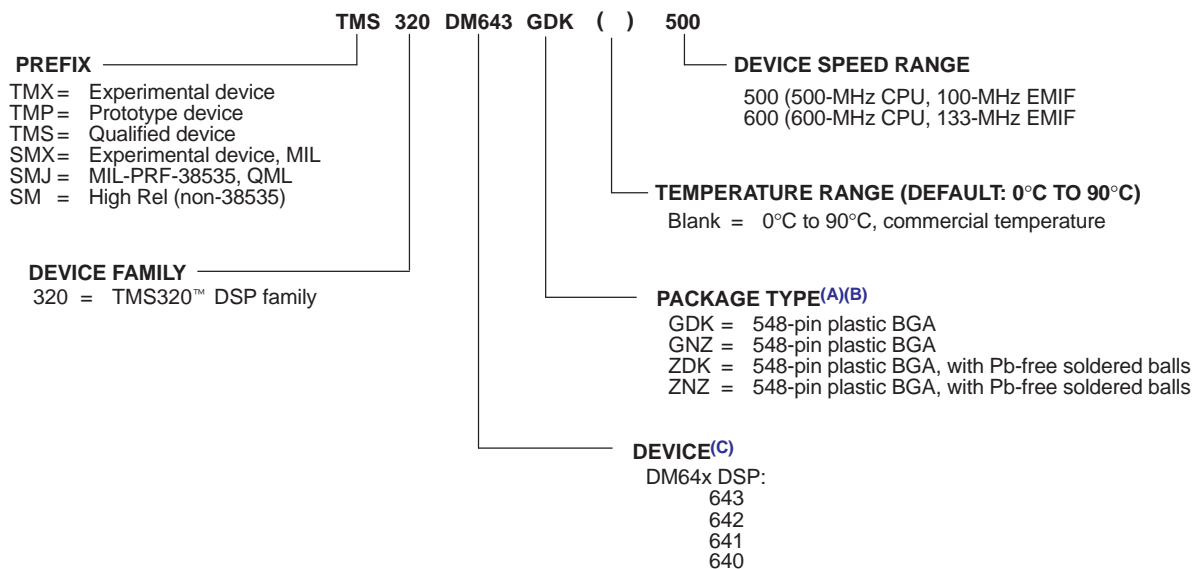 TMS 320 DM643 GDK ( ) 500
PREFIX
TMX = Experimental device
TMP = Prototype device
TMS = Qualified device
SMX = Experimental device, MIL
SMJ = MIL-PRF-38535, QML
SM = High Rel (non-38535)
DEVICE SPEED RANGE
500 (500-MHz CPU, 100-MHz EMIF
600 (600-MHz CPU, 133-MHz EMIF
TEMPERATURE RANGE (DEFAULT: 0°C TO 90°C)
Blank = 0°C to 90°C, commercial temperature
DEVICE FAMILY
320 = TMS320™ DSP family
PACKAGE TYPE(A)(B)
GDK = 548-pin plastic BGA
GNZ = 548-pin plastic BGA
ZDK = 548-pin plastic BGA, with Pb-free soldered balls
ZNZ = 548-pin plastic BGA, with Pb-free soldered balls
DEVICE(C)
DM64x DSP:
643
642
641
640